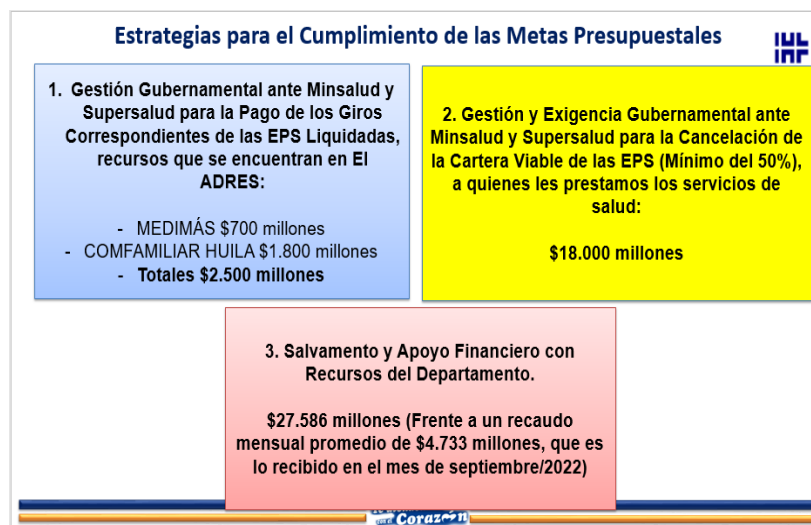 Estrategias para el Cumplimiento de las Metas Presupuestales
1. Gestión Gubernamental ante Minsalud y
Supersalud para la Pago de los Giros
Correspondientes de las EPS Liquidadas,
recursos que se encuentran en El
ADRES:
- MEDIMÁS $700 millones
- COMFAMILIAR HUILA $1.800 millones
- Totales $2.500 millones
2. Gestión y Exigencia Gubernamental ante
Minsalud y Supersalud para la Cancelación de
la Cartera Viable de las EPS (Mínimo del 50%),
a quienes les prestamos los servicios de
salud:
$18.000 millones
3. Salvamento y Apoyo Financiero con
Recursos del Departamento.
$27.586 millones (Frente a un recaudo
mensual promedio de $4.733 millones, que es
lo recibido en el mes de septiembre/2022)
Corazón